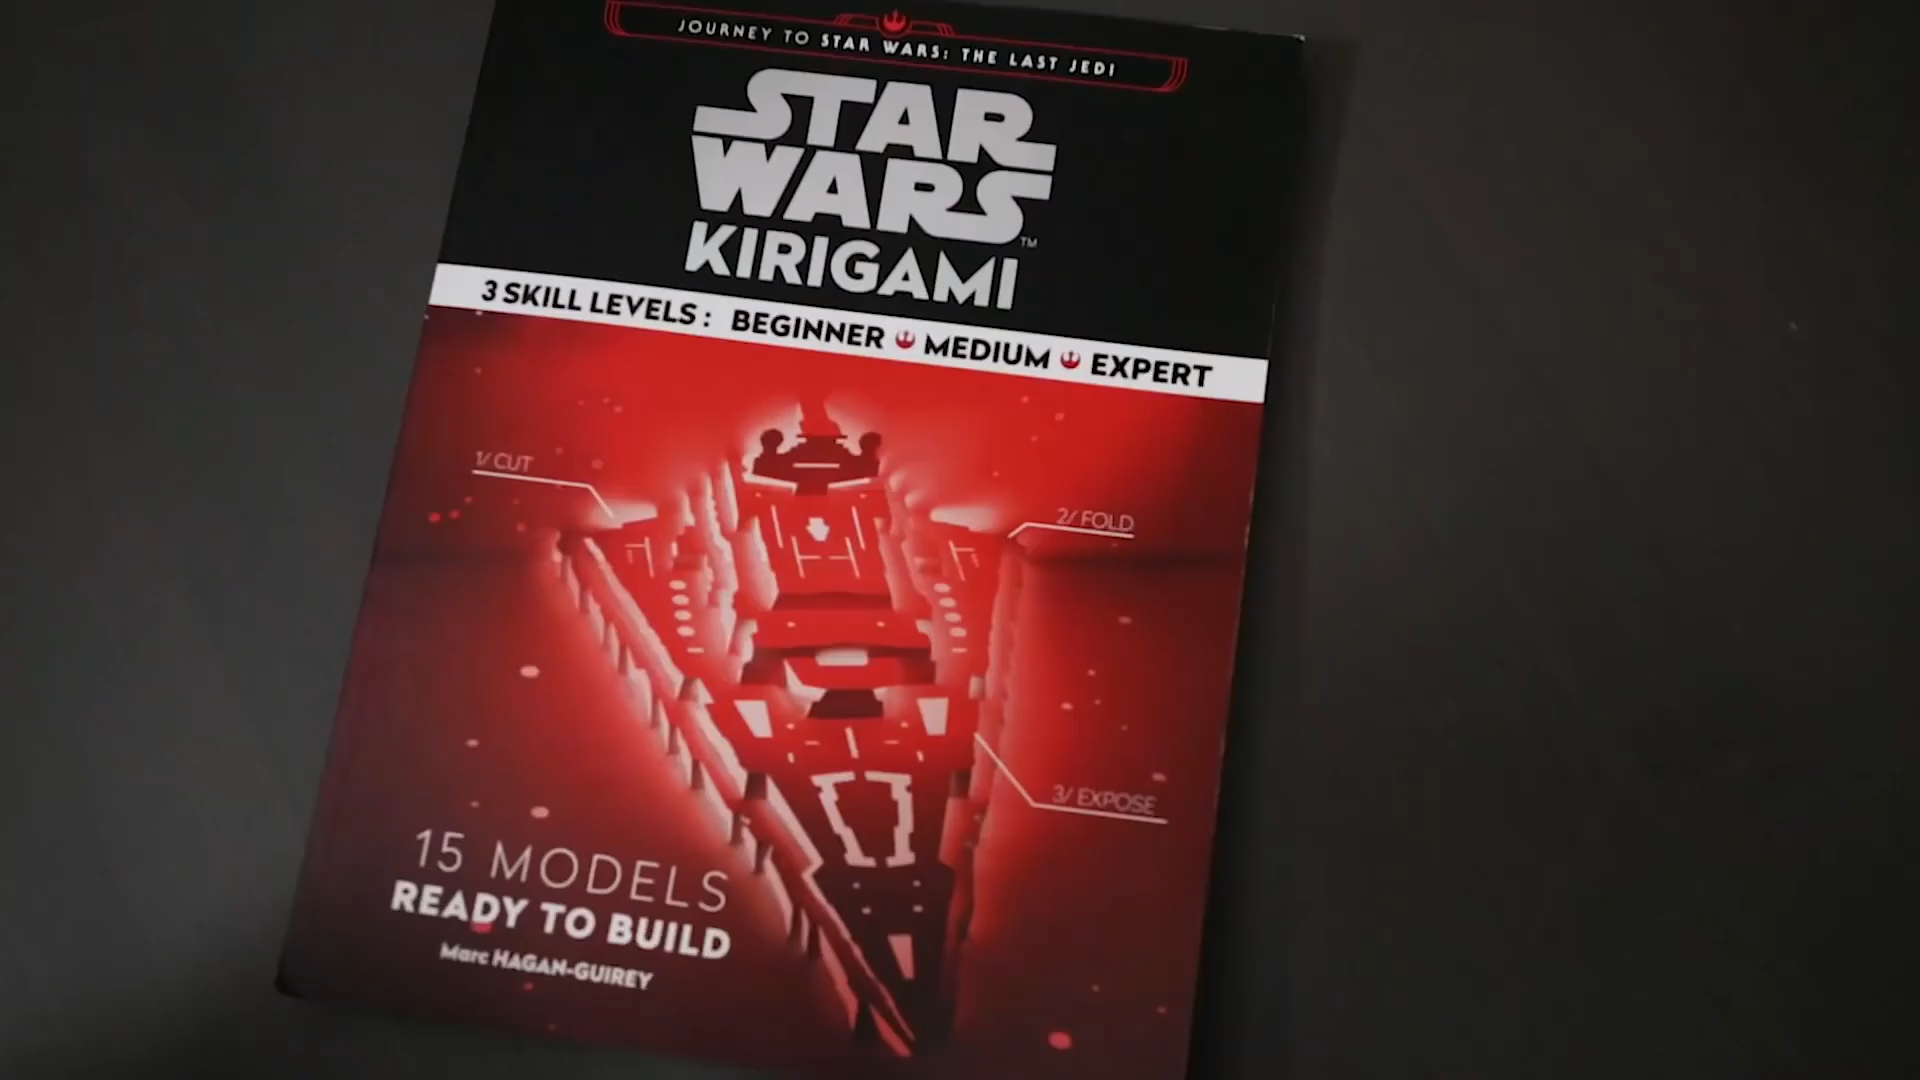 JOURNEY TO STAR WARS: THE LAST JEDI
STAR
WARS™
KIRIGAMI
3 SKILL LEVELS: BEGINNER MEDIUM EXPERT
1/ CUT
2/ FOLD
3/ EXPOSE
15 MODELS
READY TO BUILD
Marc HAGAN-GUIREY